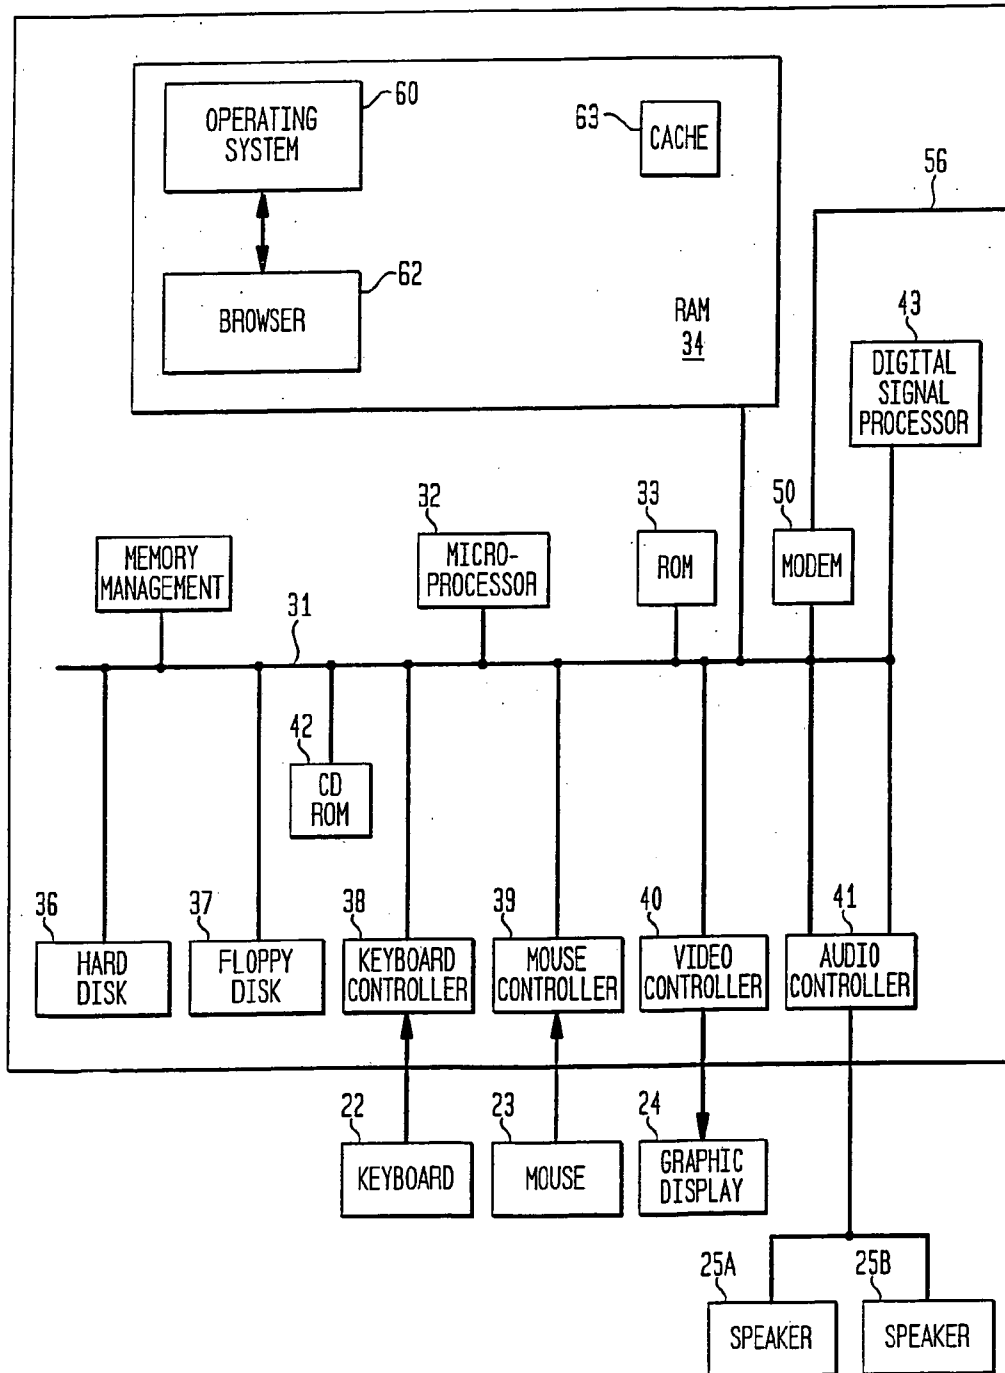 60
OPERATING
SYSTEM
63
CACHE
56
62
BROWSER
RAM
34
43
DIGITAL
SIGNAL
PROCESSOR
32
33
50
MEMORY
MANAGEMENT
MICRO-
PROCESSOR
ROM
MODEM
31
42
CD
ROM
36
37
38
39
40
41
HARD
DISK
FLOPPY
DISK
KEYBOARD
CONTROLLER
MOUSE
CONTROLLER
VIDEO
CONTROLLER
AUDIO
CONTROLLER
22
23
24
KEYBOARD
MOUSE
GRAPHIC
DISPLAY
25A
25B
SPEAKER
SPEAKER